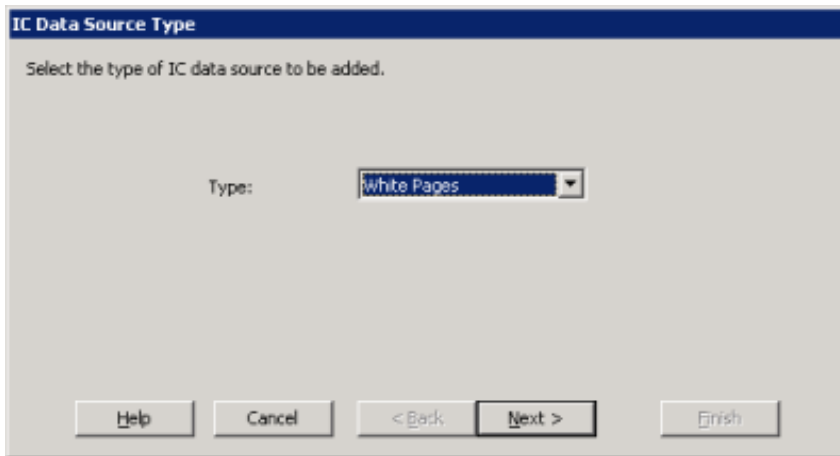 IC Data Source Type
Select the type of IC data source to be added.
Type: White Pages
Help Cancel < Back Next > Finish